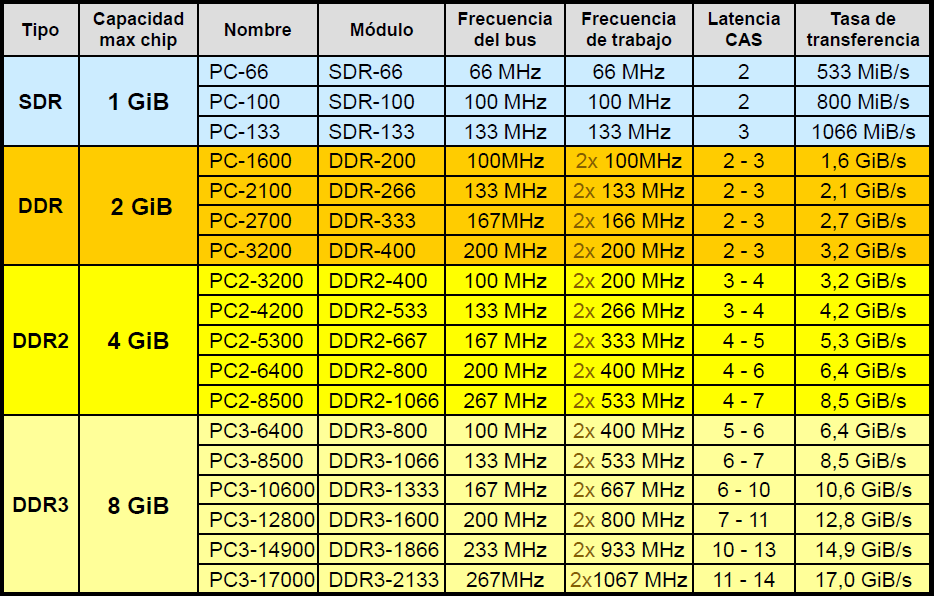 Tipo Capacidad max chip Nombre Módulo Frecuencia del bus Frecuencia de trabajo Latencia CAS Tasa de transferencia
SDR 1 GiB PC-66 SDR-66 66 MHz 66 MHz 2 533 MiB/s
PC-100 SDR-100 100 MHz 100 MHz 2 800 MiB/s
PC-133 SDR-133 133 MHz 133 MHz 3 1066 MiB/s
DDR 2 GiB PC-1600 DDR-200 100MHz 2x 100MHz 2 - 3 1,6 GiB/s
PC-2100 DDR-266 133 MHz 2x 133 MHz 2 - 3 2,1 GiB/s
PC-2700 DDR-333 167MHz 2x 166 MHz 2 - 3 2,7 GiB/s
PC-3200 DDR-400 200 MHz 2x 200 MHz 2 - 3 3,2 GiB/s
DDR2 4 GiB PC2-3200 DDR2-400 100 MHz 2x 200 MHz 3 - 4 3,2 GiB/s
PC2-4200 DDR2-533 133 MHz 2x 266 MHz 3 - 4 4,2 GiB/s
PC2-5300 DDR2-667 167 MHz 2x 333 MHz 4 - 5 5,3 GiB/s
PC2-6400 DDR2-800 200 MHz 2x 400 MHz 4 - 6 6,4 GiB/s
PC2-8500 DDR2-1066 267 MHz 2x 533 MHz 4 - 7 8,5 GiB/s
DDR3 8 GiB PC3-6400 DDR3-800 100 MHz 2x 400 MHz 5 - 6 6,4 GiB/s
PC3-8500 DDR3-1066 133 MHz 2x 533 MHz 6 - 7 8,5 GiB/s
PC3-10600 DDR3-1333 167 MHz 2x 667 MHz 6 - 10 10,6 GiB/s
PC3-12800 DDR3-1600 200 MHz 2x 800 MHz 7 - 11 12,8 GiB/s
PC3-14900 DDR3-1866 233 MHz 2x 933 MHz 10 - 13 14,9 GiB/s
PC3-17000 DDR3-2133 267MHz 2x1067 MHz 11 - 14 17,0 GiB/s